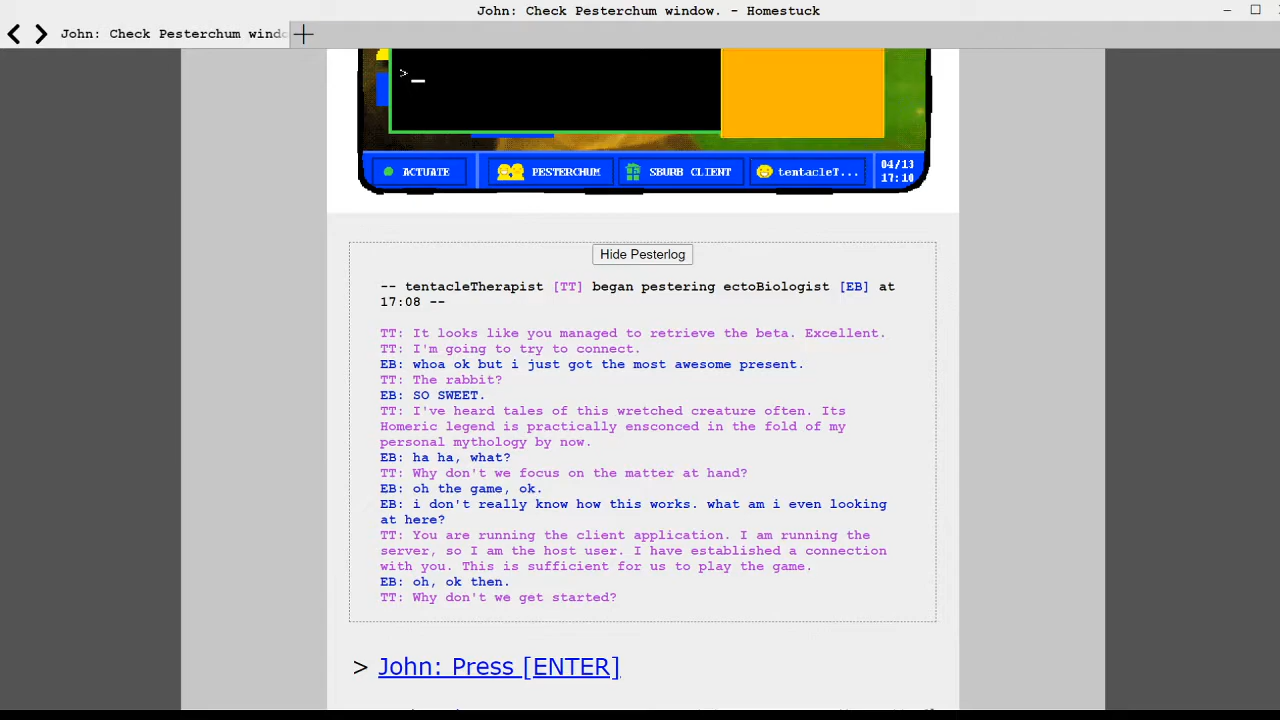 John: Check Pesterchum window. - Homestuck
John: Check Pesterchum windo
>_
ACTUATE
PESTERCHUM
SBURB CLIENT
tentacleT...
04/13
17:10
Hide Pesterlog
-- tentacleTherapist [TT] began pestering ectoBiologist [EB] at
17:08 --
TT: It looks like you managed to retrieve the beta. Excellent.
TT: I'm going to try to connect.
EB: whoa ok but i just got the most awesome present.
TT: The rabbit?
EB: SO SWEET.
TT: I've heard tales of this wretched creature often. Its
Homeric legend is practically ensconced in the fold of my
personal mythology by now.
EB: ha ha, what?
TT: Why don't we focus on the matter at hand?
EB: oh the game, ok.
EB: i don't really know how this works. what am i even looking
at here?
TT: You are running the client application. I am running the
server, so I am the host user. I have established a connection
with you. This is sufficient for us to play the game.
EB: oh, ok then.
TT: Why don't we get started?
> John: Press [ENTER]